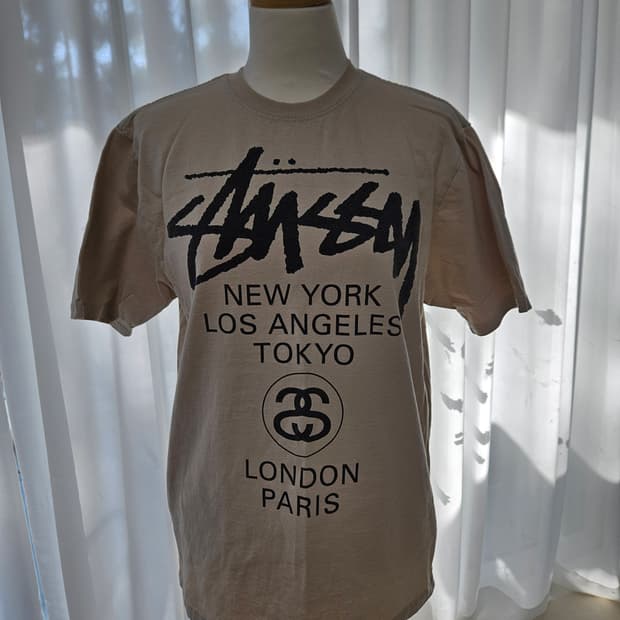 Stüssy
NEW YORK
LOS ANGELES
TOKYO
LONDON
PARIS